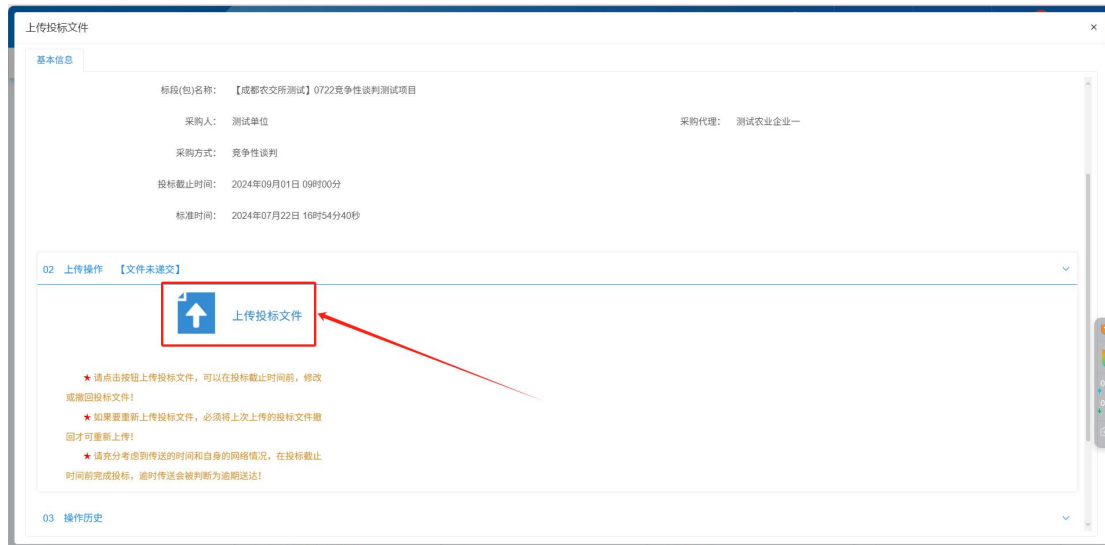 上传投标文件
×
基本信息
标段(包)名称： 【成都农交所测试】0722竞争性谈判测试项目
采购人： 测试单位 采购代理： 测试农业企业一
采购方式： 竞争性谈判
投标截止时间： 2024年09月01日 09时00分
标准时间： 2024年07月22日 16时54分40秒
02 上传操作 【文件未递交】
上传投标文件
★ 请点击按钮上传投标文件，可以在投标截止时间前，修改
或撤回投标文件！
★ 如果要重新上传投标文件，必须将上次上传的投标文件撤
回才可重新上传！
★ 请充分考虑到传送的时间和自身的网络情况，在投标截止
时间前完成投标，逾时传送会被判断为逾期送达！
03 操作历史